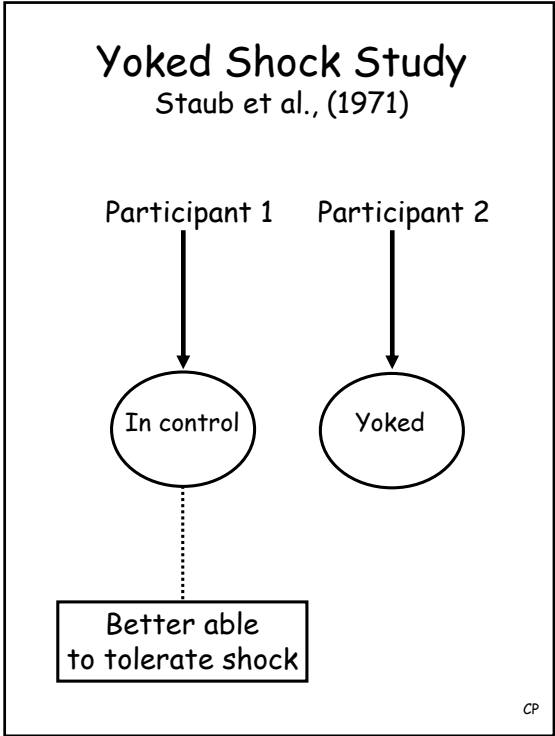 Yoked Shock Study
Staub et al., (1971)
Participant 1 Participant 2
In control Yoked
Better able
to tolerate shock
CP